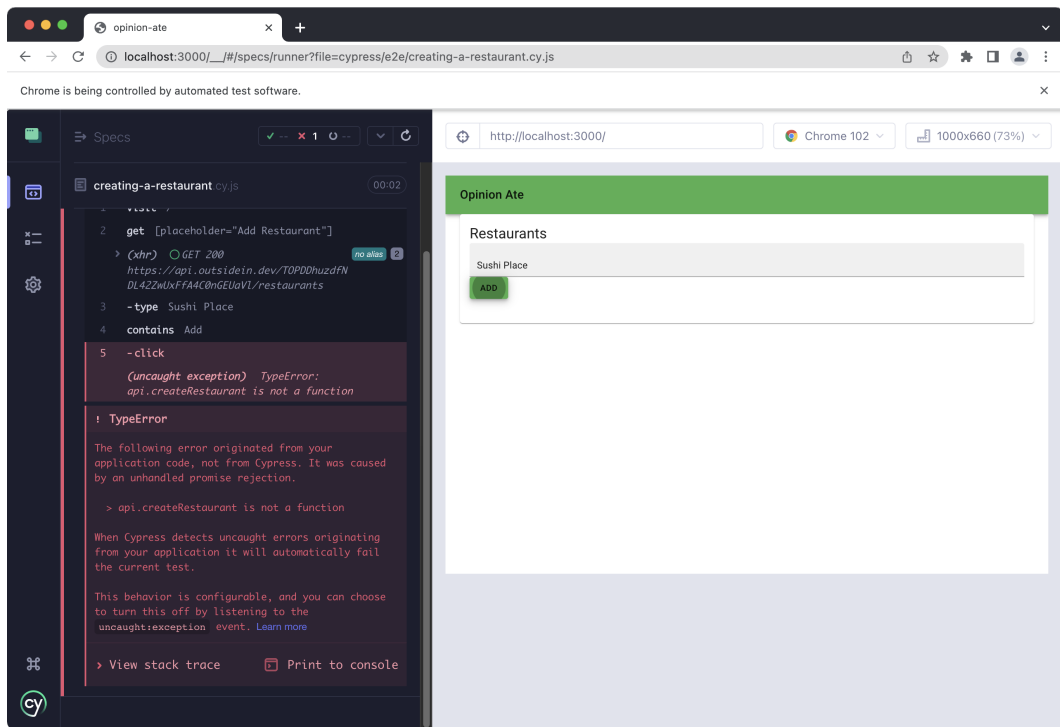 opinion-ate
localhost:3000/__/#/specs/runner?file=cypress/e2e/creating-a-restaurant.cy.js
Chrome is being controlled by automated test software.
Specs
-- 1 --
creating-a-restaurant.cy.js 00:02
1 visit /
2 get [placeholder="Add Restaurant"]
(xhr) GET 200 no alias 2
https://api.outsidein.dev/TOPDDhuzdfN
DL42ZwUxFfA4C0nGEUaVl/restaurants
3 -type Sushi Place
4 contains Add
5 -click
(uncaught exception) TypeError:
api.createRestaurant is not a function
! TypeError
The following error originated from your
application code, not from Cypress. It was caused
by an unhandled promise rejection.
> api.createRestaurant is not a function
When Cypress detects uncaught errors originating
from your application it will automatically fail
the current test.
This behavior is configurable, and you can choose
to turn this off by listening to the
uncaught:exception event. Learn more
> View stack trace Print to console
cy
http://localhost:3000/ Chrome 102 1000x660 (73%)
Opinion Ate
Restaurants
Sushi Place
ADD